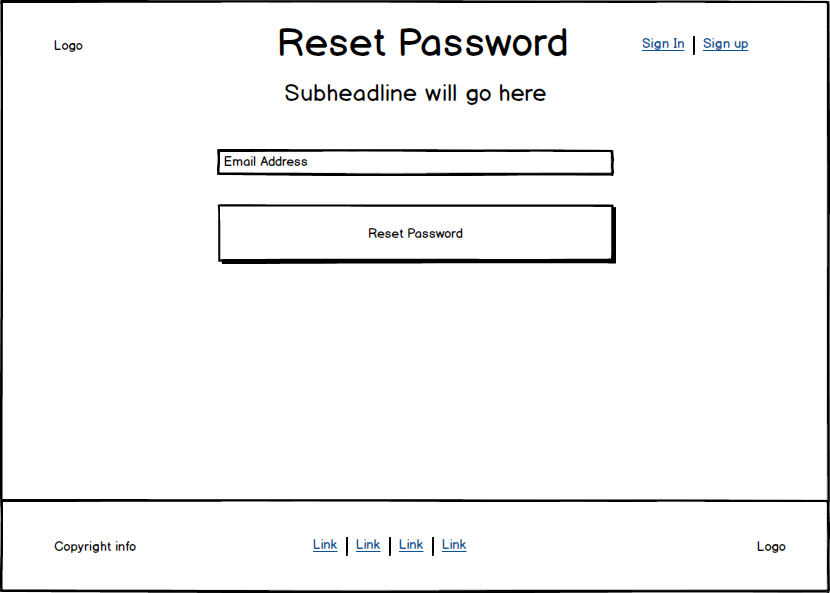 Logo
Reset Password
Sign In
Sign up
Subheadline will go here
Email Address
Reset Password
Copyright info
Link
Link
Link
Link
Logo